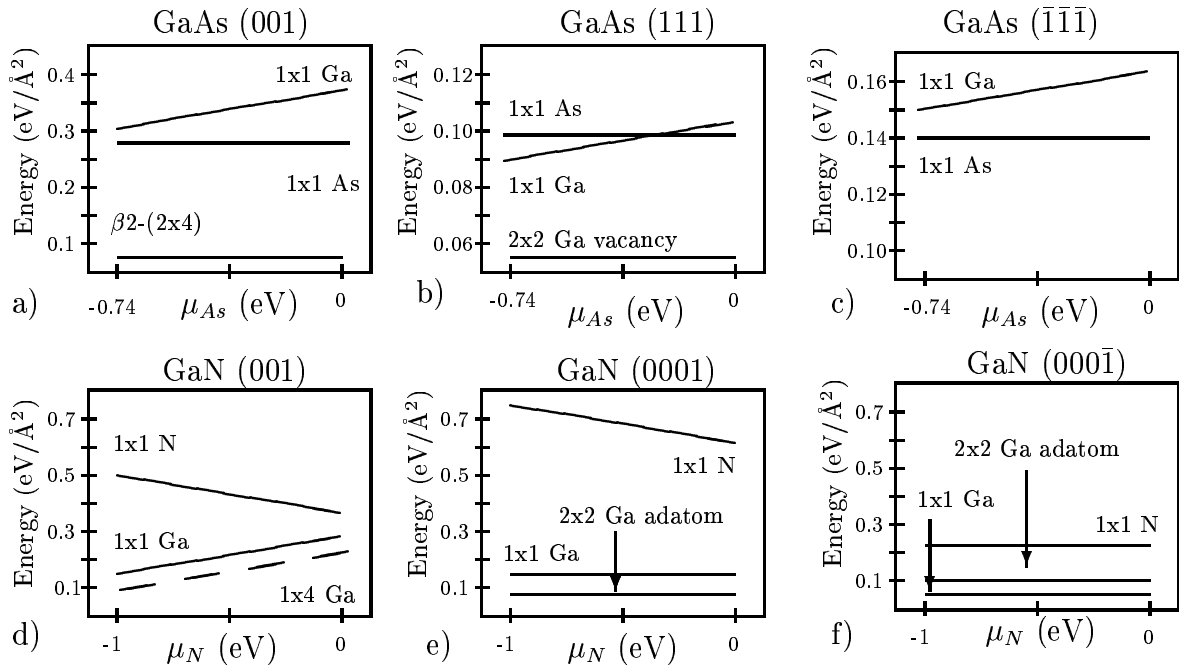 GaAs (001)
Energy (eV/Å²)
0.4
0.3
0.2
0.1
1x1 Ga
1x1 As
β2-(2x4)
-0.74
0
μ_As (eV)
a)
GaAs (111)
Energy (eV/Å²)
0.12
0.10
0.08
0.06
1x1 As
1x1 Ga
2x2 Ga vacancy
-0.74
0
μ_As (eV)
b)
GaAs (1̄1̄1̄)
Energy (eV/Å²)
0.16
0.14
0.12
0.10
1x1 Ga
1x1 As
-0.74
0
μ_As (eV)
c)
GaN (001)
Energy (eV/Å²)
0.7
0.5
0.3
0.1
1x1 N
1x1 Ga
1x4 Ga
-1
0
μ_N (eV)
d)
GaN (0001)
Energy (eV/Å²)
0.7
0.5
0.3
0.1
1x1 N
2x2 Ga adatom
1x1 Ga
-1
0
μ_N (eV)
e)
GaN (0001̄)
Energy (eV/Å²)
0.7
0.5
0.3
0.1
2x2 Ga adatom
1x1 Ga
1x1 N
-1
0
μ_N (eV)
f)